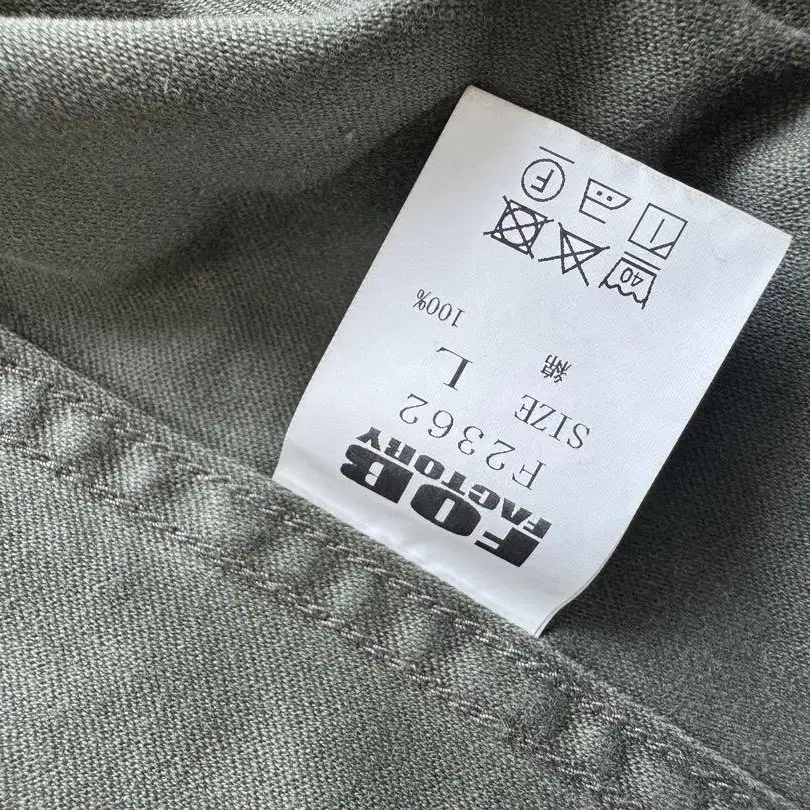 FOB
FACTORY
F2362
SIZE L
綿 100%
40
F